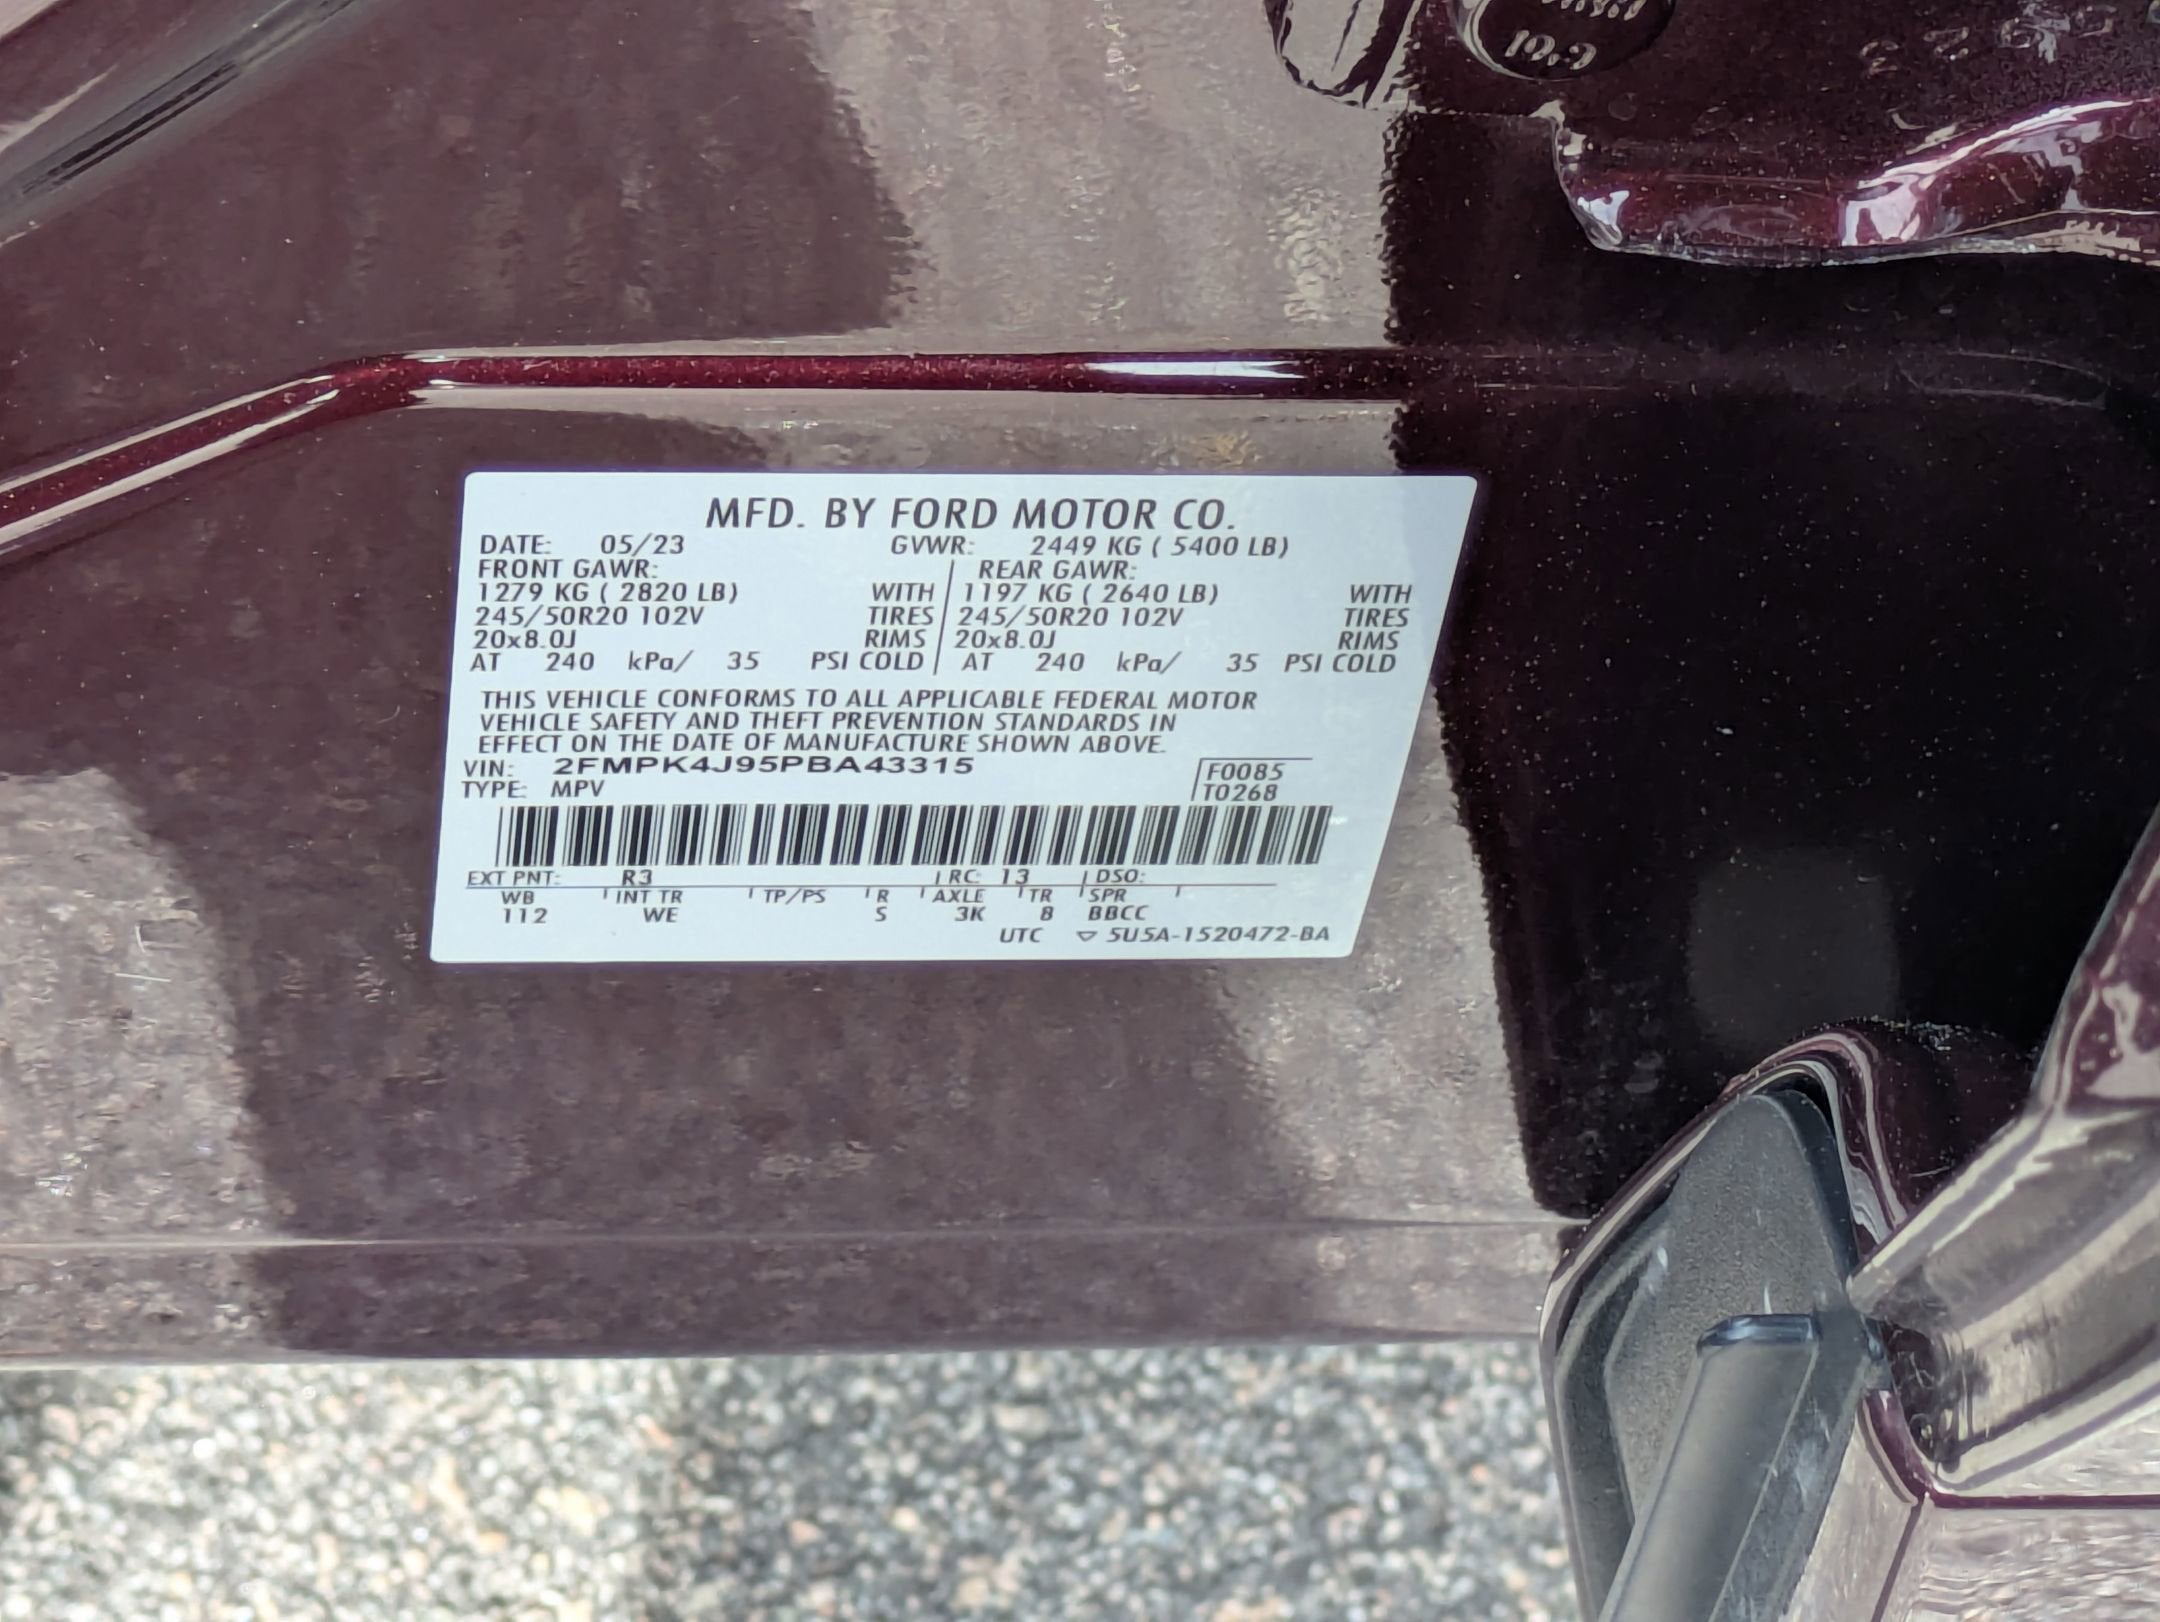 MFD. BY FORD MOTOR CO.
DATE: 05/23 GVWR: 2449 KG ( 5400 LB)
FRONT GAWR: REAR GAWR:
1279 KG ( 2820 LB) WITH 1197 KG ( 2640 LB) WITH
245/50R20 102V TIRES 245/50R20 102V TIRES
20x8.0J RIMS 20x8.0J RIMS
AT 240 kPa/ 35 PSI COLD AT 240 kPa/ 35 PSI COLD
THIS VEHICLE CONFORMS TO ALL APPLICABLE FEDERAL MOTOR
VEHICLE SAFETY AND THEFT PREVENTION STANDARDS IN
EFFECT ON THE DATE OF MANUFACTURE SHOWN ABOVE.
VIN: 2FMPK4J95PBA43315
F0085
TYPE: MPV
T0268
EXT PNT: R3 RC: 13 DSO:
WB INT TR TP/PS R AXLE TR SPR
112 WE S 3K 8 BBCC
UTC ▽ 5U5A-1520472-BA